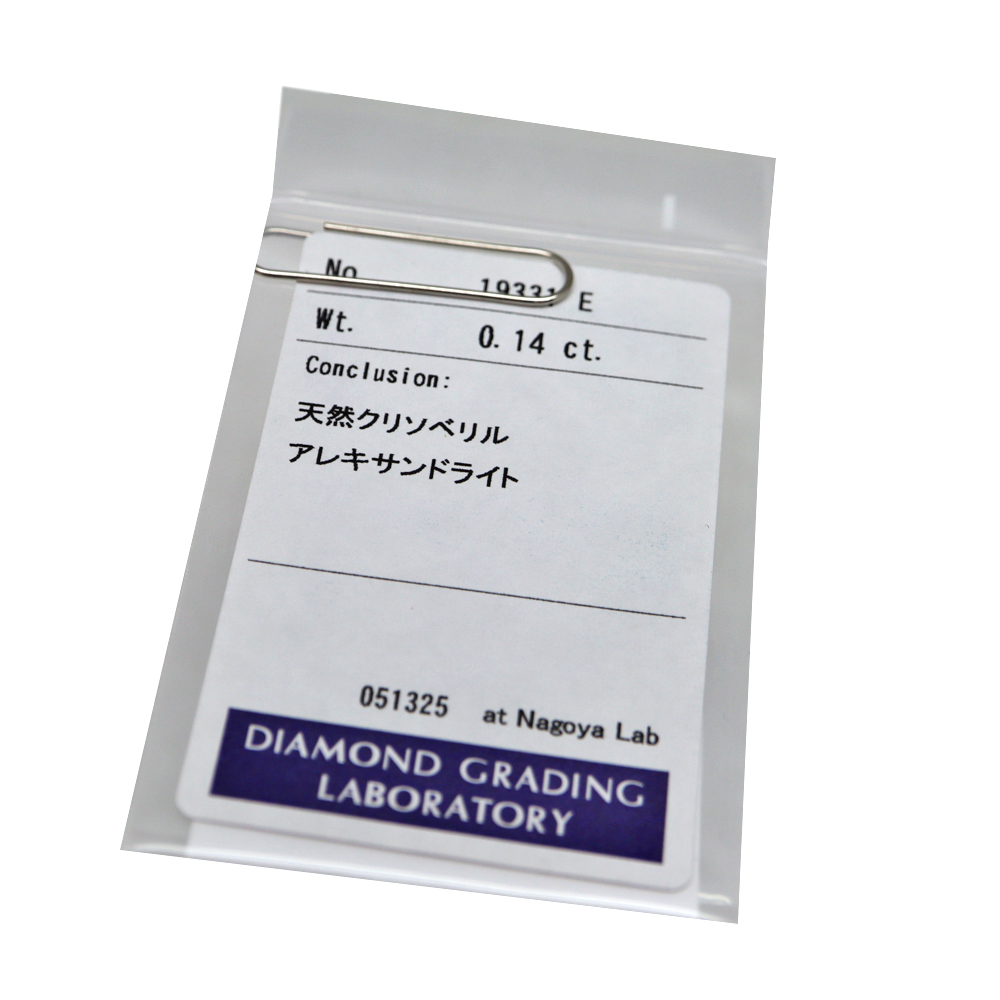 No. 19331 E
Wt. 0.14 ct.
Conclusion:
天然クリソベリル
アレキサンドライト
051325 at Nagoya Lab
DIAMOND GRADING
LABORATORY